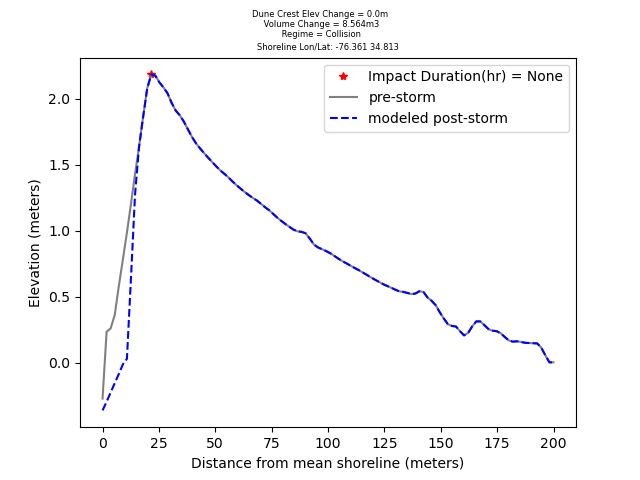 Dune Crest Elev Change = 0.0m
Volume Change = 8.564m3
Regime = Collision
Shoreline Lon/Lat: -76.361 34.813
Impact Duration(hr) = None
pre-storm
modeled post-storm
Elevation (meters)
2.0
1.5
1.0
0.5
0.0
0 25 50 75 100 125 150 175 200
Distance from mean shoreline (meters)